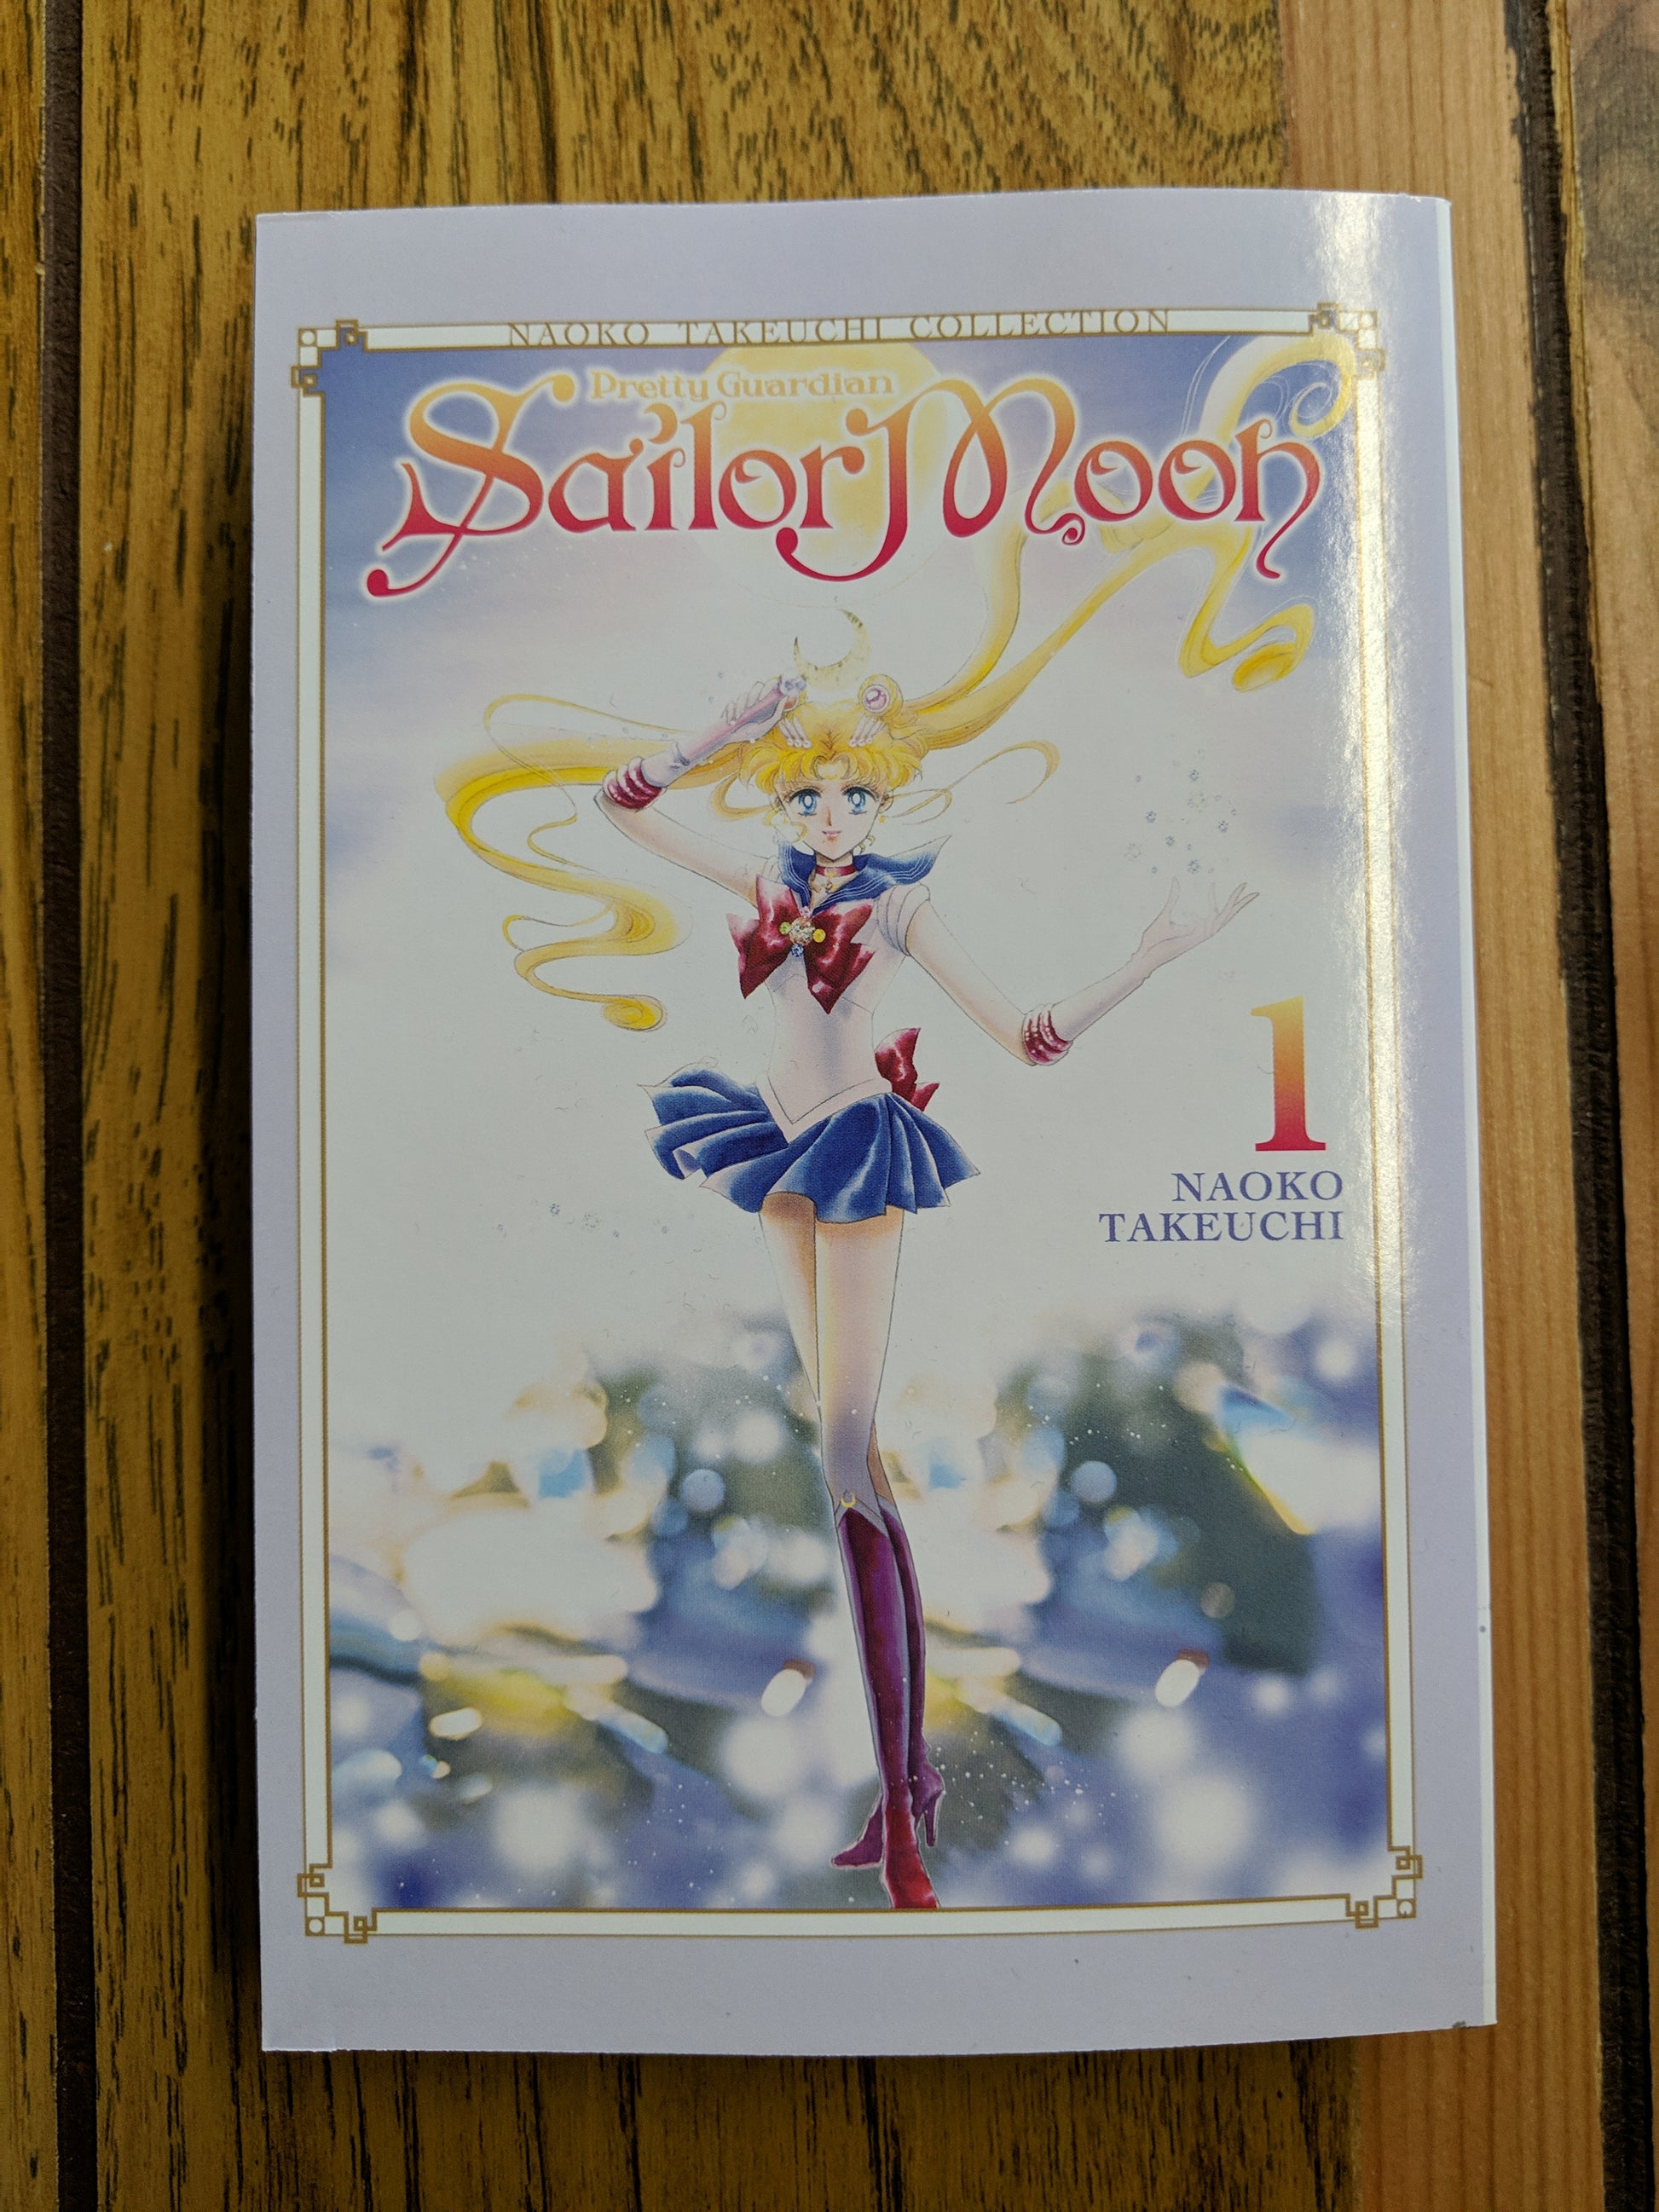 NAOKO TAKEUCHI COLLECTION
Pretty Guardian
Sailor Moon
1
NAOKO
TAKEUCHI